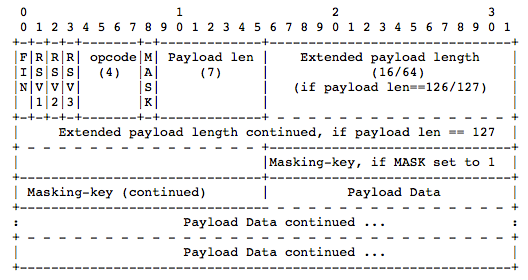 0                   1                   2                   3
0 1 2 3 4 5 6 7 8 9 0 1 2 3 4 5 6 7 8 9 0 1 2 3 4 5 6 7 8 9 0 1
+-+-+-+-+-------+-+-------------+-------------------------------+
|F|R|R|R| opcode|M| Payload len |    Extended payload length    |
|I|S|S|S|  (4)  |A|     (7)     |             (16/64)           |
|N|V|V|V|       |S|             |   (if payload len==126/127)   |
| |1|2|3|       |K|             |                               |
+-+-+-+-+-------+-+-------------+ - - - - - - - - - - - - - - - +
|     Extended payload length continued, if payload len == 127  |
+ - - - - - - - - - - - - - - - +-------------------------------+
|                               |Masking-key, if MASK set to 1  |
+-------------------------------+-------------------------------+
| Masking-key (continued)       |          Payload Data         |
+-------------------------------- - - - - - - - - - - - - - - - +
:                     Payload Data continued ...                :
+ - - - - - - - - - - - - - - - - - - - - - - - - - - - - - - - +
|                     Payload Data continued ...                |
+---------------------------------------------------------------+